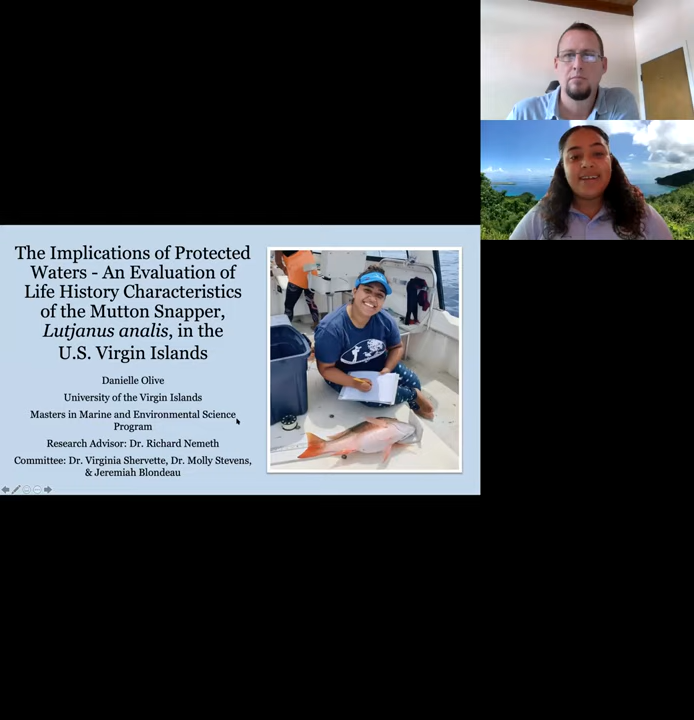 The Implications of Protected
Waters - An Evaluation of
Life History Characteristics
of the Mutton Snapper,
Lutjanus analis, in the
U.S. Virgin Islands
Danielle Olive
University of the Virgin Islands
Masters in Marine and Environmental Science
Program
Research Advisor: Dr. Richard Nemeth
Committee: Dr. Virginia Shervette, Dr. Molly Stevens,
& Jeremiah Blondeau